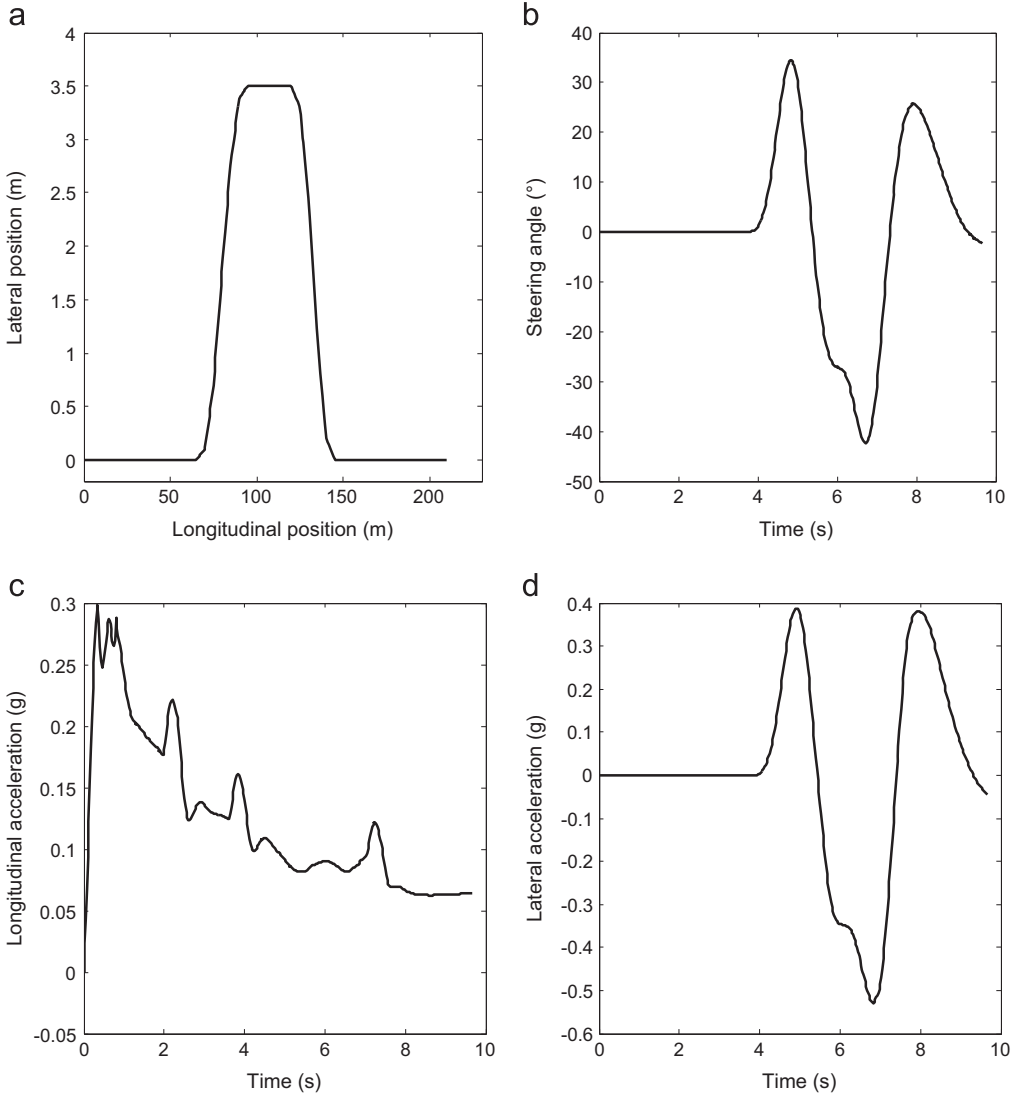 a
4
3.5
3
2.5
2
1.5
1
0.5
0
0 50 100 150 200
Lateral position (m)
Longitudinal position (m)
b
40
30
20
10
0
-10
-20
-30
-40
-50
0 2 4 6 8 10
Steering angle (°)
Time (s)
c
0.3
0.25
0.2
0.15
0.1
0.05
0
-0.05
0 2 4 6 8 10
Longitudinal acceleration (g)
Time (s)
d
0.4
0.3
0.2
0.1
0
-0.1
-0.2
-0.3
-0.4
-0.5
-0.6
0 2 4 6 8 10
Lateral acceleration (g)
Time (s)